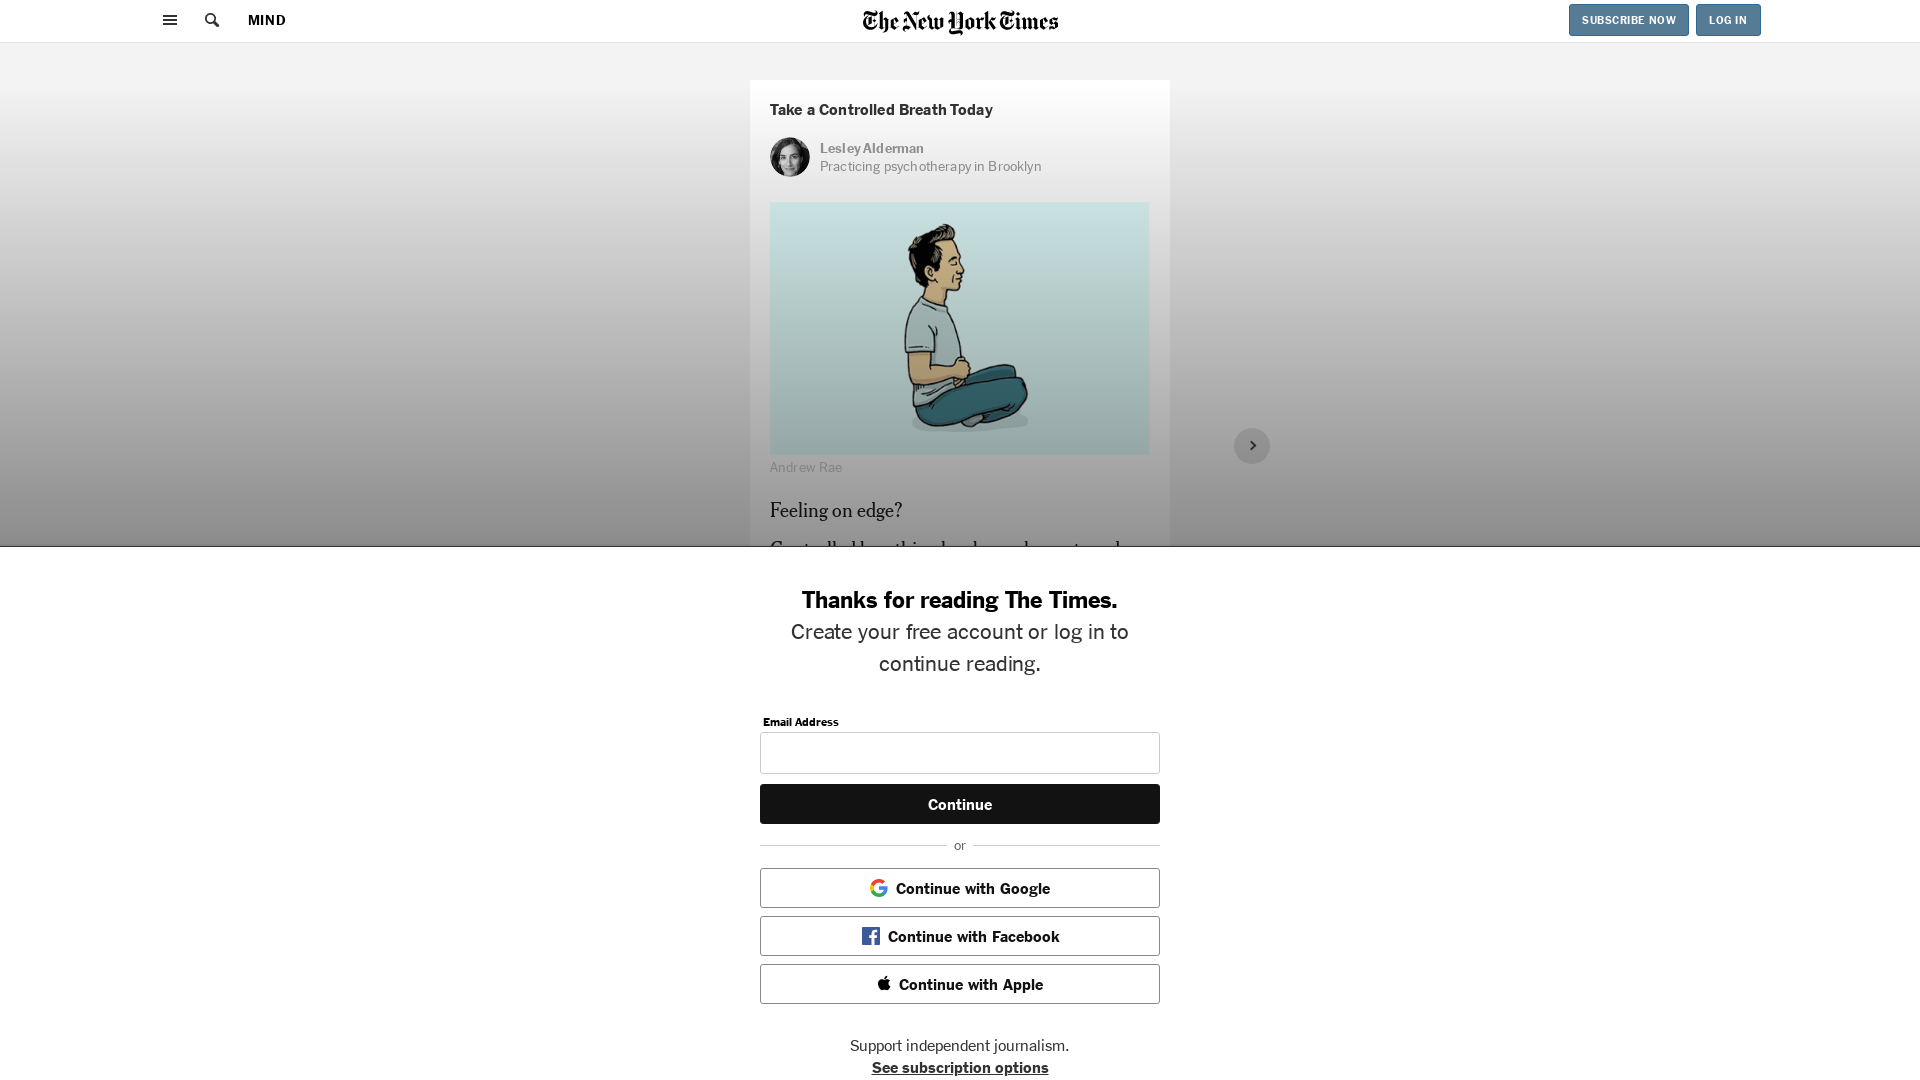 MIND
The New York Times
SUBSCRIBE NOW
LOG IN
Take a Controlled Breath Today
Lesley Alderman
Practicing psychotherapy in Brooklyn
Andrew Rae
Feeling on edge?
Thanks for reading The Times.
Create your free account or log in to
continue reading.
Email Address
Continue
or
Continue with Google
Continue with Facebook
Continue with Apple
Support independent journalism.
See subscription options